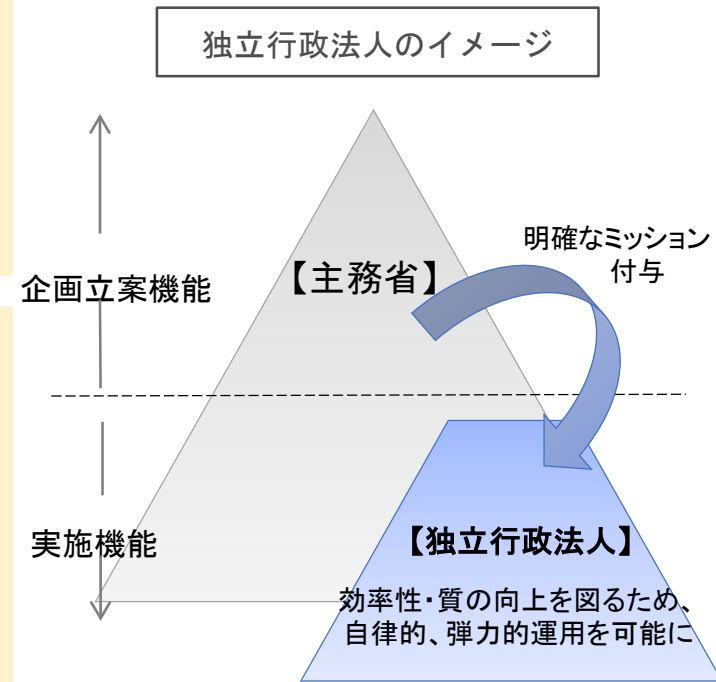 独立行政法人のイメージ
明確なミッション
付与
企画立案機能
【主務省】
実施機能
【独立行政法人】
効率性・質の向上を図るため、
自律的、弾力的運用を可能に